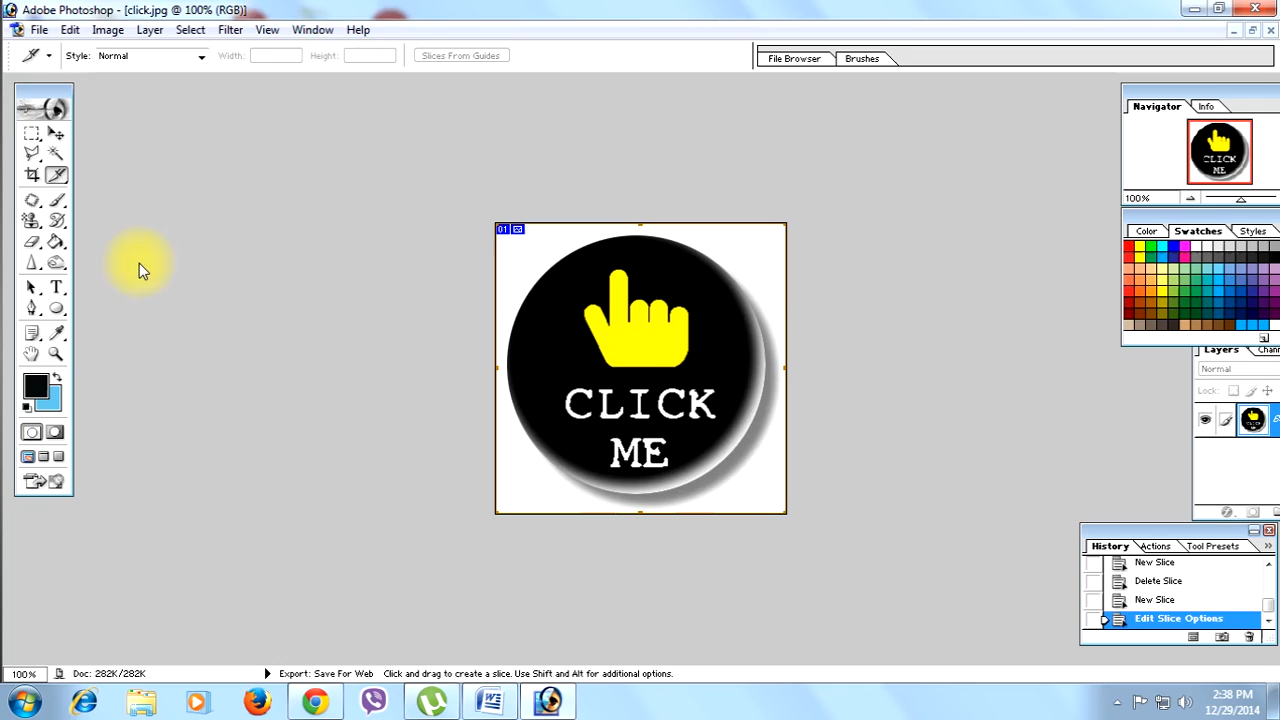 Adobe Photoshop - [click.jpg @ 100% (RGB)]
File Edit Image Layer Select Filter View Window Help
Style: Normal Width: Height: Slices From Guides File Browser Brushes
Navigator Info
100%
Color Swatches Styles
Layers
Normal
Lock:
01
CLICK
ME
History Actions Tool Presets
New Slice
Delete Slice
New Slice
Edit Slice Options
100% Doc: 282K/282K Export: Save For Web Click and drag to create a slice. Use Shift and Alt for additional options.
2:38 PM
12/29/2014